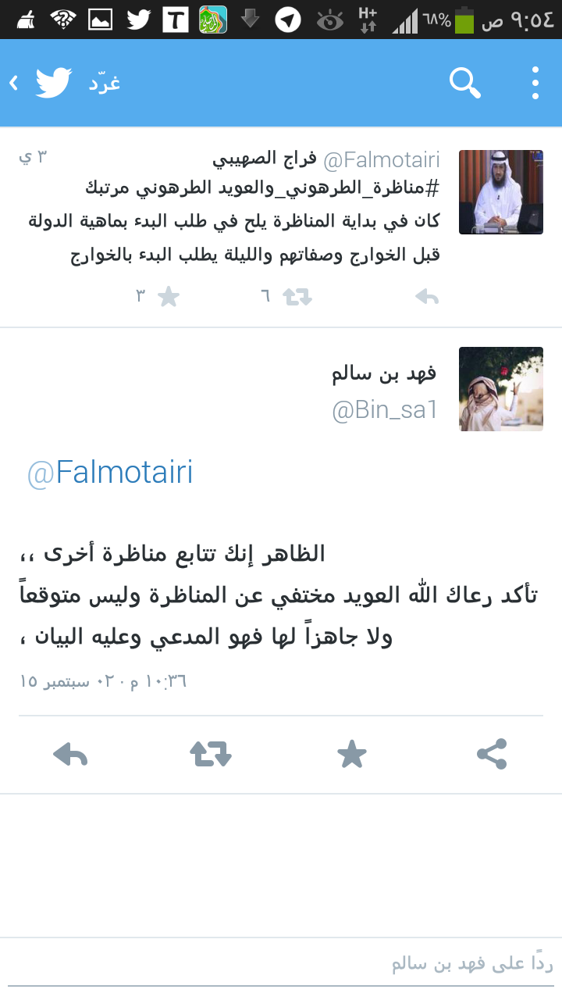 ٦٨% ٩:٥٤ ص
غرّد
فراج الصهيبي @Falmotairi ٣ ي
#مناظرة_الطرهوني_والعويد الطرهوني مرتبك
كان في بداية المناظرة يلح في طلب البدء بماهية الدولة
قبل الخوارج وصفاتهم والليلة يطلب البدء بالخوارج
٦ ٣
فهد بن سالم
@Bin_sa1
@Falmotairi
الظاهر إنك تتابع مناظرة أخرى ،،
تأكد رعاك الله العويد مختفي عن المناظرة وليس متوقعاً
ولا جاهزاً لها فهو المدعي وعليه البيان ،
١٠:٣٦ م · ٠٢ سبتمبر ١٥
ردًا على فهد بن سالم